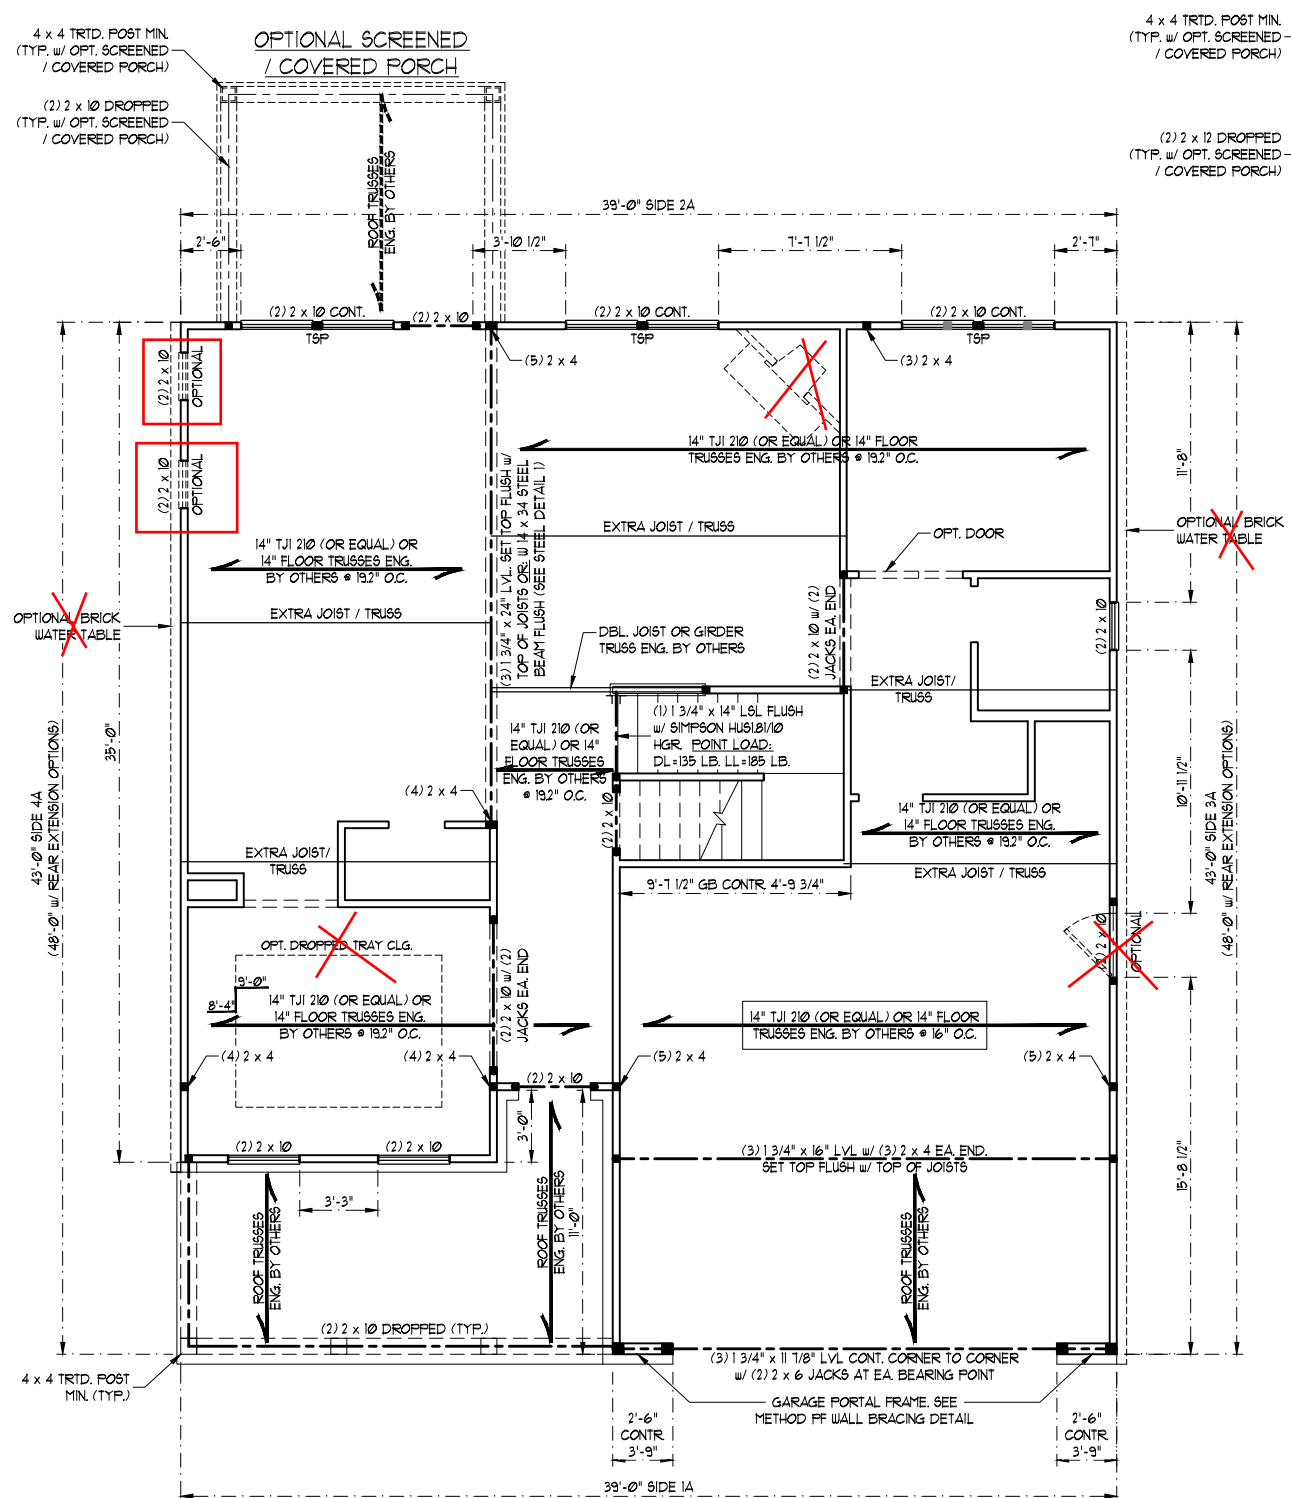 4 x 4 TRTD. POST MIN.
(TYP. w/ OPT. SCREENED
/ COVERED PORCH)
OPTIONAL SCREENED
/ COVERED PORCH
4 x 4 TRTD. POST MIN.
(TYP. w/ OPT. SCREENED
/ COVERED PORCH)
(2) 2 x 10 DROPPED
(TYP. w/ OPT. SCREENED
/ COVERED PORCH)
(2) 2 x 12 DROPPED
(TYP. w/ OPT. SCREENED
/ COVERED PORCH)
ROOF TRUSSES
ENG. BY OTHERS
39'-0" SIDE 2A
2'-6"
3'-10 1/2"
7'-7 1/2"
2'-7"
(2) 2 x 10 CONT.
TSP
(2) 2 x 10
(2) 2 x 10 CONT.
TSP
(2) 2 x 10 CONT.
TSP
(2) 2 x 10
OPTIONAL
(5) 2 x 4
(3) 2 x 4
(2) 2 x 10
OPTIONAL
14" TJI 210 (OR EQUAL) OR 14" FLOOR
TRUSSES ENG. BY OTHERS @ 19.2" O.C.
11'-8"
(3) 1 3/4" x 24" LVL. SET TOP FLUSH w/
TOP OF JOISTS OR: w 14 x 34 STEEL
BEAM FLUSH (SEE STEEL DETAIL 1)
EXTRA JOIST / TRUSS
OPT. DOOR
OPTIONAL BRICK
WATER TABLE
14" TJI 210 (OR EQUAL) OR
14" FLOOR TRUSSES ENG.
BY OTHERS @ 19.2" O.C.
EXTRA JOIST / TRUSS
OPTIONAL BRICK
WATER TABLE
DBL. JOIST OR GIRDER
TRUSS ENG. BY OTHERS
(2) 2 x 10 w/ (2)
JACKS EA. END
(2) 2 x 10
EXTRA JOIST/
TRUSS
35'-0"
43'-0" SIDE 4A
(48'-0" w/ REAR EXTENSION OPTIONS)
14" TJI 210 (OR
EQUAL) OR 14"
FLOOR TRUSSES
ENG. BY OTHERS
@ 19.2" O.C.
(1) 1 3/4" x 14" LSL FLUSH
w/ SIMPSON HUS1.81/10
HGR. POINT LOAD:
DL=135 LB. LL=185 LB.
(4) 2 x 4
(2) 2 x 10
14" TJI 210 (OR EQUAL) OR
14" FLOOR TRUSSES ENG.
BY OTHERS @ 19.2" O.C.
10'-11 1/2"
43'-0" SIDE 3A
(48'-0" w/ REAR EXTENSION OPTIONS)
EXTRA JOIST/
TRUSS
EXTRA JOIST / TRUSS
9'-7 1/2" GB CONTR. 4'-9 3/4"
OPT. DROPPED TRAY CLG.
(2) 2 x 10
OPTIONAL
9'-0"
8'-4"
14" TJI 210 (OR EQUAL) OR
14" FLOOR TRUSSES ENG.
BY OTHERS @ 19.2" O.C.
(2) 2 x 10 w/ (2)
JACKS EA. END
14" TJI 210 (OR EQUAL) OR 14" FLOOR
TRUSSES ENG. BY OTHERS @ 16" O.C.
(4) 2 x 4
(4) 2 x 4
(5) 2 x 4
(5) 2 x 4
(2) 2 x 10
3'-0"
(2) 2 x 10
(2) 2 x 10
(3) 1 3/4" x 16" LVL w/ (3) 2 x 4 EA. END.
SET TOP FLUSH w/ TOP OF JOISTS
15'-8 1/2"
3'-3"
ROOF TRUSSES
ENG. BY OTHERS
ROOF TRUSSES
ENG. BY OTHERS
11'-0"
ROOF TRUSSES
ENG. BY OTHERS
(2) 2 x 10 DROPPED (TYP.)
(3) 1 3/4" x 11 7/8" LVL CONT. CORNER TO CORNER
w/ (2) 2 x 6 JACKS AT EA. BEARING POINT
4 x 4 TRTD. POST
MIN. (TYP.)
GARAGE PORTAL FRAME. SEE
METHOD PF WALL BRACING DETAIL
2'-6"
CONTR.
3'-9"
2'-6"
CONTR.
3'-9"
39'-0" SIDE 1A